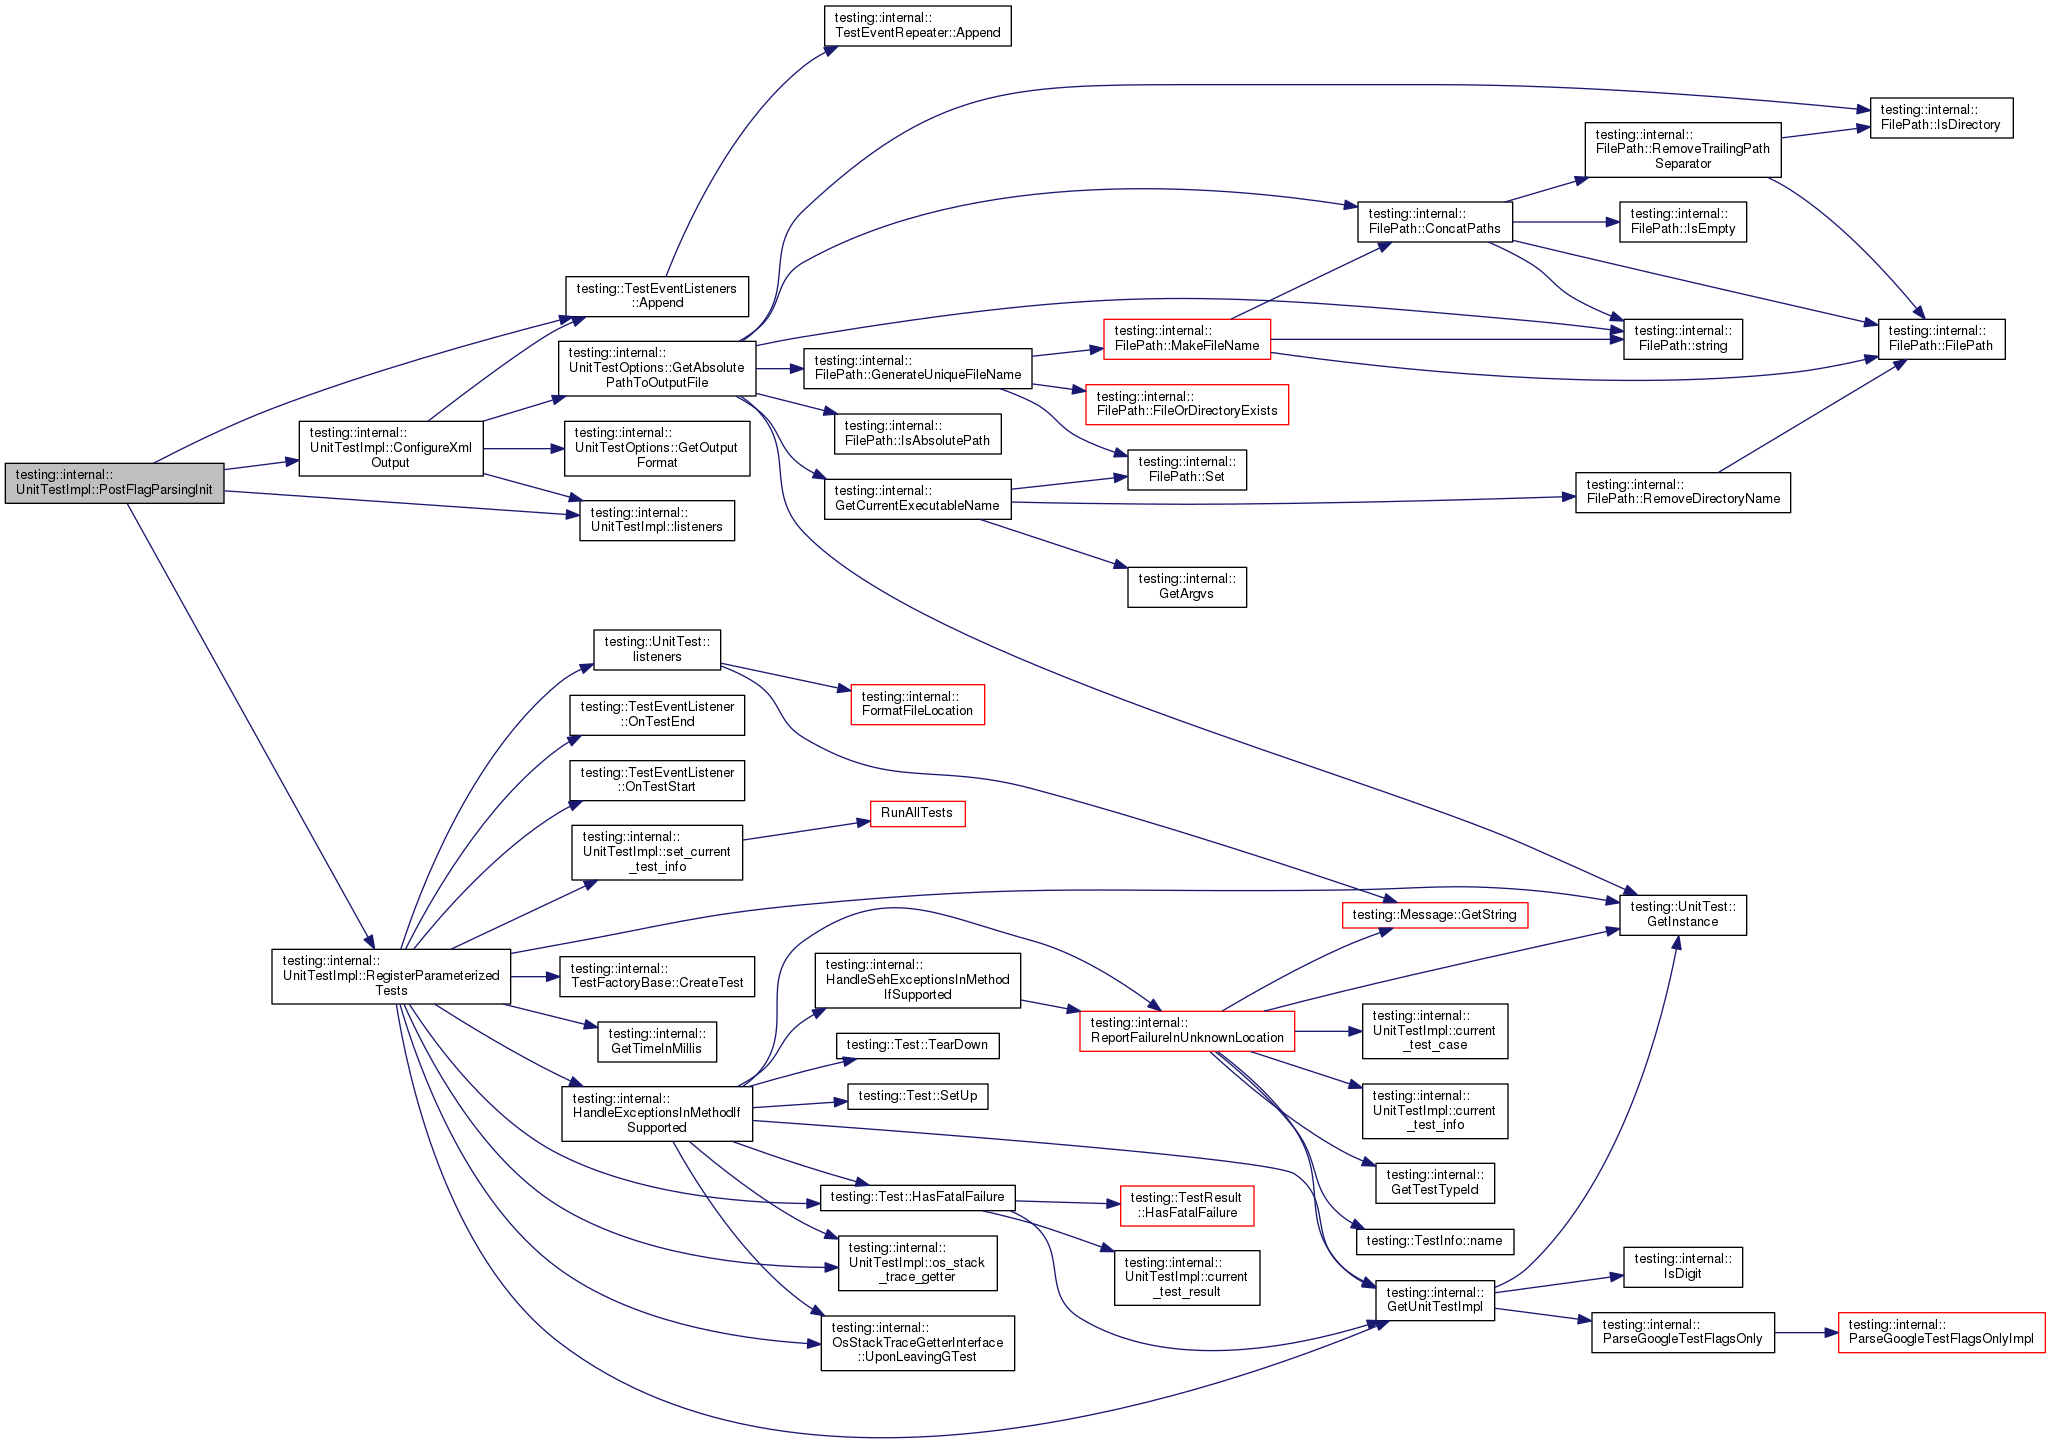 testing::internal::
TestEventRepeater::Append
testing::internal::
FilePath::IsDirectory
testing::internal::
FilePath::RemoveTrailingPath
Separator
testing::internal::
FilePath::ConcatPaths
testing::internal::
FilePath::IsEmpty
testing::TestEventListeners
::Append
testing::internal::
UnitTestOptions::GetAbsolute
PathToOutputFile
testing::internal::
FilePath::GenerateUniqueFileName
testing::internal::
FilePath::MakeFileName
testing::internal::
FilePath::string
testing::internal::
FilePath::FilePath
testing::internal::
FilePath::FileOrDirectoryExists
testing::internal::
FilePath::IsAbsolutePath
testing::internal::
UnitTestImpl::ConfigureXml
Output
testing::internal::
UnitTestOptions::GetOutput
Format
testing::internal::
FilePath::Set
testing::internal::
UnitTestImpl::PostFlagParsingInit
testing::internal::
GetCurrentExecutableName
testing::internal::
FilePath::RemoveDirectoryName
testing::internal::
UnitTestImpl::listeners
testing::internal::
GetArgvs
testing::UnitTest::
listeners
testing::internal::
FormatFileLocation
testing::TestEventListener
::OnTestEnd
testing::TestEventListener
::OnTestStart
RunAllTests
testing::internal::
UnitTestImpl::set_current
_test_info
testing::Message::GetString
testing::UnitTest::
GetInstance
testing::internal::
UnitTestImpl::RegisterParameterized
Tests
testing::internal::
TestFactoryBase::CreateTest
testing::internal::
HandleSehExceptionsInMethod
IfSupported
testing::internal::
GetTimeInMillis
testing::Test::TearDown
testing::internal::
ReportFailureInUnknownLocation
testing::internal::
UnitTestImpl::current
_test_case
testing::internal::
HandleExceptionsInMethodIf
Supported
testing::Test::SetUp
testing::internal::
UnitTestImpl::current
_test_info
testing::internal::
GetTestTypeId
testing::Test::HasFatalFailure
testing::TestResult
::HasFatalFailure
testing::TestInfo::name
testing::internal::
UnitTestImpl::os_stack
_trace_getter
testing::internal::
UnitTestImpl::current
_test_result
testing::internal::
IsDigit
testing::internal::
GetUnitTestImpl
testing::internal::
OsStackTraceGetterInterface
::UponLeavingGTest
testing::internal::
ParseGoogleTestFlagsOnly
testing::internal::
ParseGoogleTestFlagsOnlyImpl